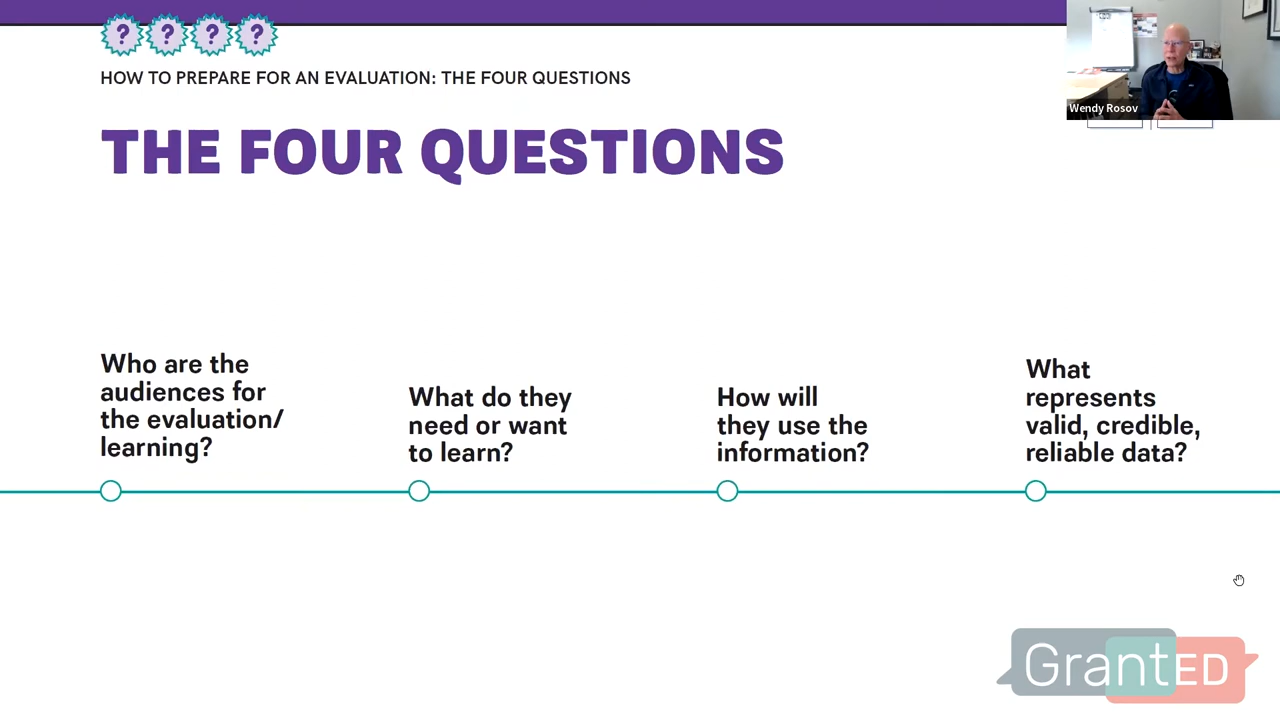 ? ? ? ?
HOW TO PREPARE FOR AN EVALUATION: THE FOUR QUESTIONS
Wendy Rosov
THE FOUR QUESTIONS
Who are the
audiences for
the evaluation/
learning?
What do they
need or want
to learn?
How will
they use the
information?
What
represents
valid, credible,
reliable data?
GrantED